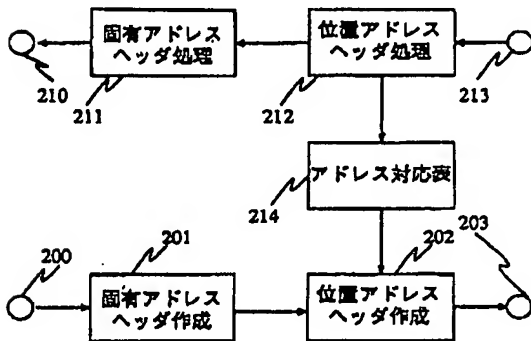 固有アドレス
ヘッダ処理
位置アドレス
ヘッダ処理
210
211
212
213
アドレス対応表
214
200
201
202
203
固有アドレス
ヘッダ作成
位置アドレス
ヘッダ作成